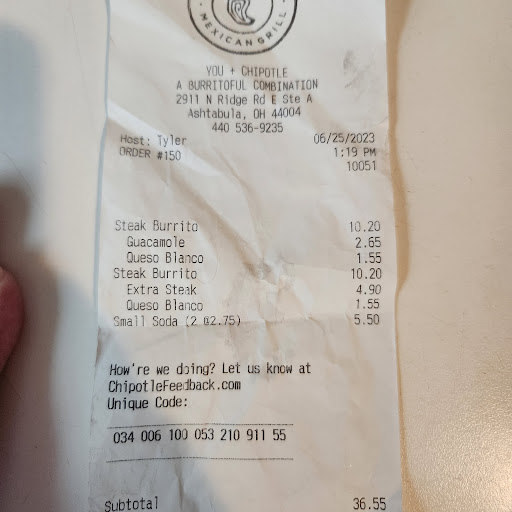 MEXICAN GRILL
YOU + CHIPOTLE
A BURRITOFUL COMBINATION
2911 N Ridge Rd E Ste A
Ashtabula, OH 44004
440 536-9235
Host: Tyler 06/25/2023
ORDER #150 1:19 PM
10051
Steak Burrito 10.20
Guacamole 2.65
Queso Blanco 1.55
Steak Burrito 10.20
Extra Steak 4.90
Queso Blanco 1.55
Small Soda (2 @2.75) 5.50
How're we doing? Let us know at
ChipotleFeedback.com
Unique Code:
034 006 100 053 210 911 55
Subtotal 36.55